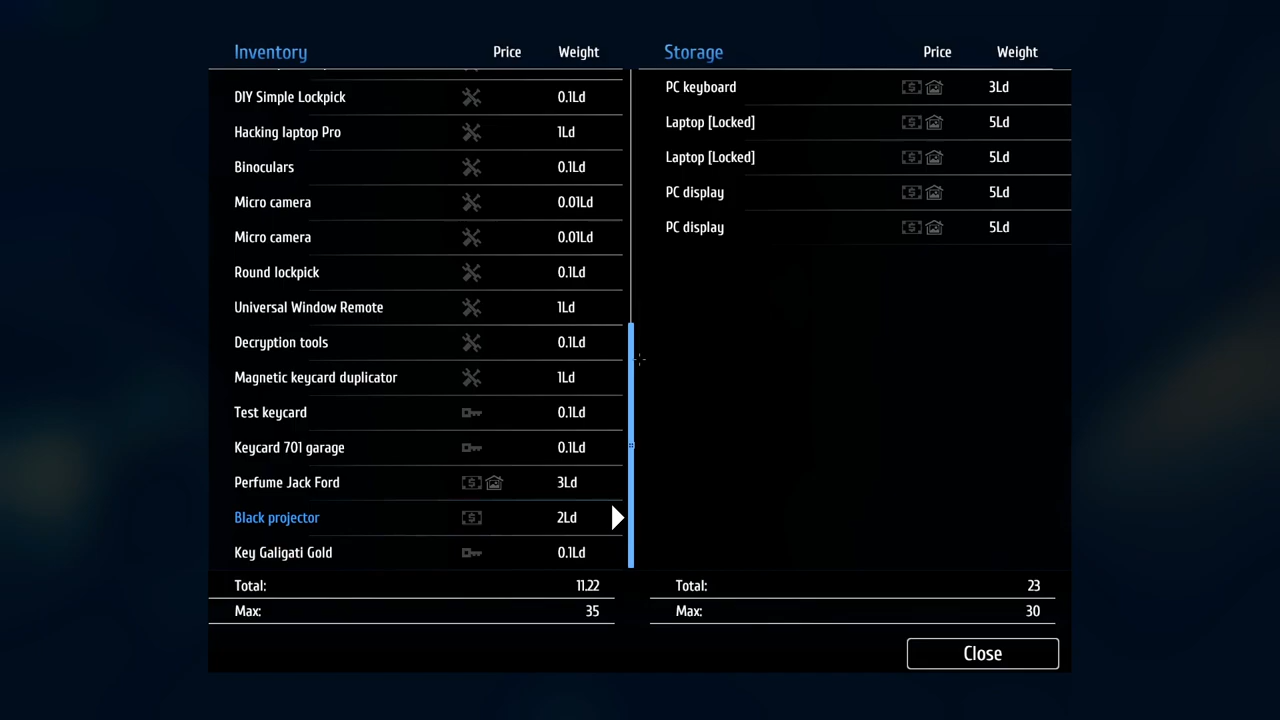 Inventory Price Weight
DIY Simple Lockpick 0.1Ld
Hacking laptop Pro 1Ld
Binoculars 0.1Ld
Micro camera 0.01Ld
Micro camera 0.01Ld
Round lockpick 0.1Ld
Universal Window Remote 1Ld
Decryption tools 0.1Ld
Magnetic keycard duplicator 1Ld
Test keycard 0.1Ld
Keycard 701 garage 0.1Ld
Perfume Jack Ford 3Ld
Black projector 2Ld
Key Galigati Gold 0.1Ld
Total: 11.22
Max: 35
Storage Price Weight
PC keyboard 3Ld
Laptop [Locked] 5Ld
Laptop [Locked] 5Ld
PC display 5Ld
PC display 5Ld
Total: 23
Max: 30
Close